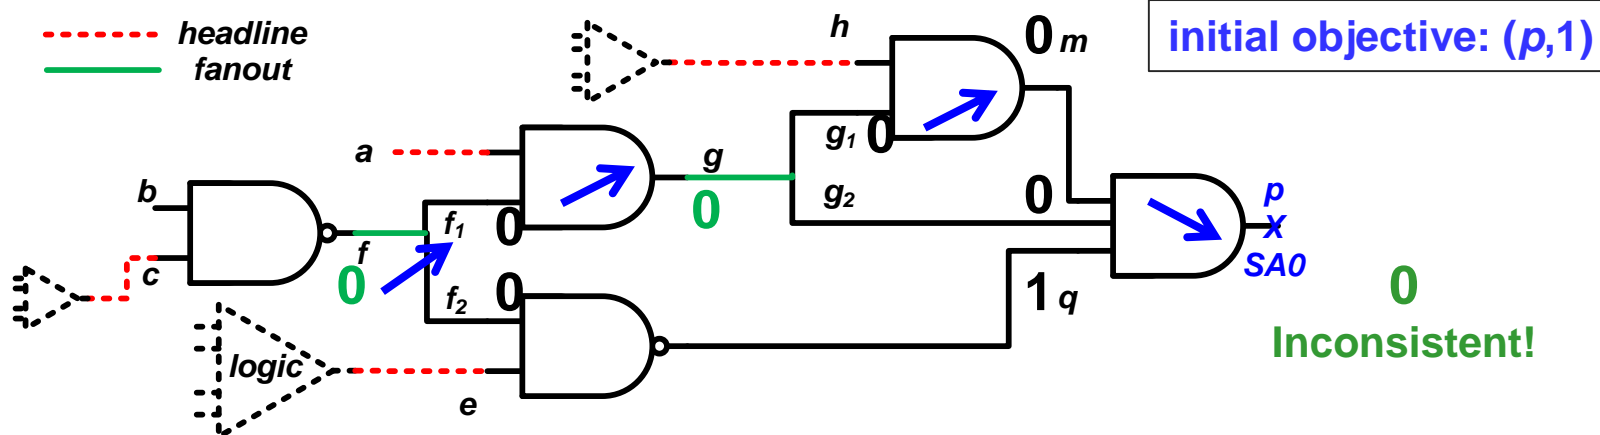 headline
fanout
h
0 m
initial objective: (p,1)
a
g
g1 0
0
g2
0
p
X
SA0
b
c
f
0
f1
0
f2
0
1 q
0
Inconsistent!
logic
e